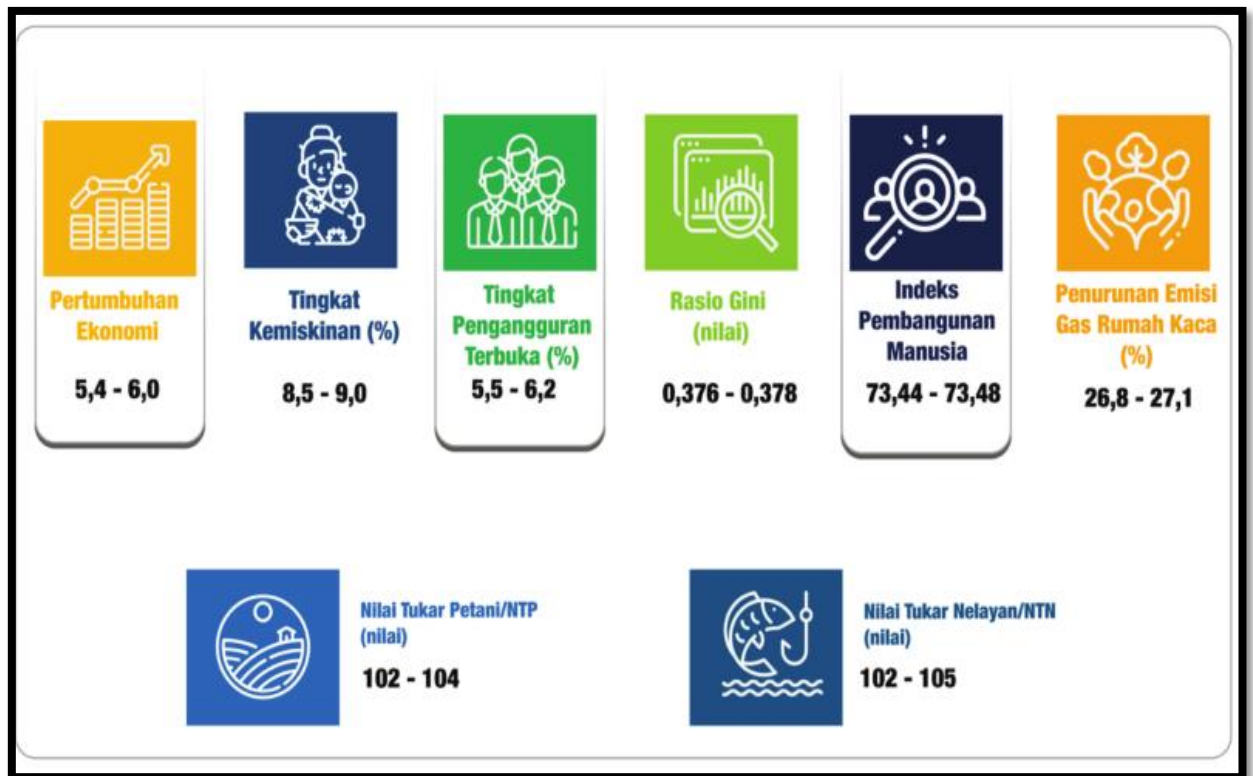 Pertumbuhan
Ekonomi
5,4 - 6,0
Tingkat
Kemiskinan (%)
8,5 - 9,0
Tingkat
Pengangguran
Terbuka (%)
5,5 - 6,2
Rasio Gini
(nilai)
0,376 - 0,378
Indeks
Pembangunan
Manusia
73,44 - 73,48
Penurunan Emisi
Gas Rumah Kaca
(%)
26,8 - 27,1
Nilai Tukar Petani/NTP
(nilai)
102 - 104
Nilai Tukar Nelayan/NTN
(nilai)
102 - 105